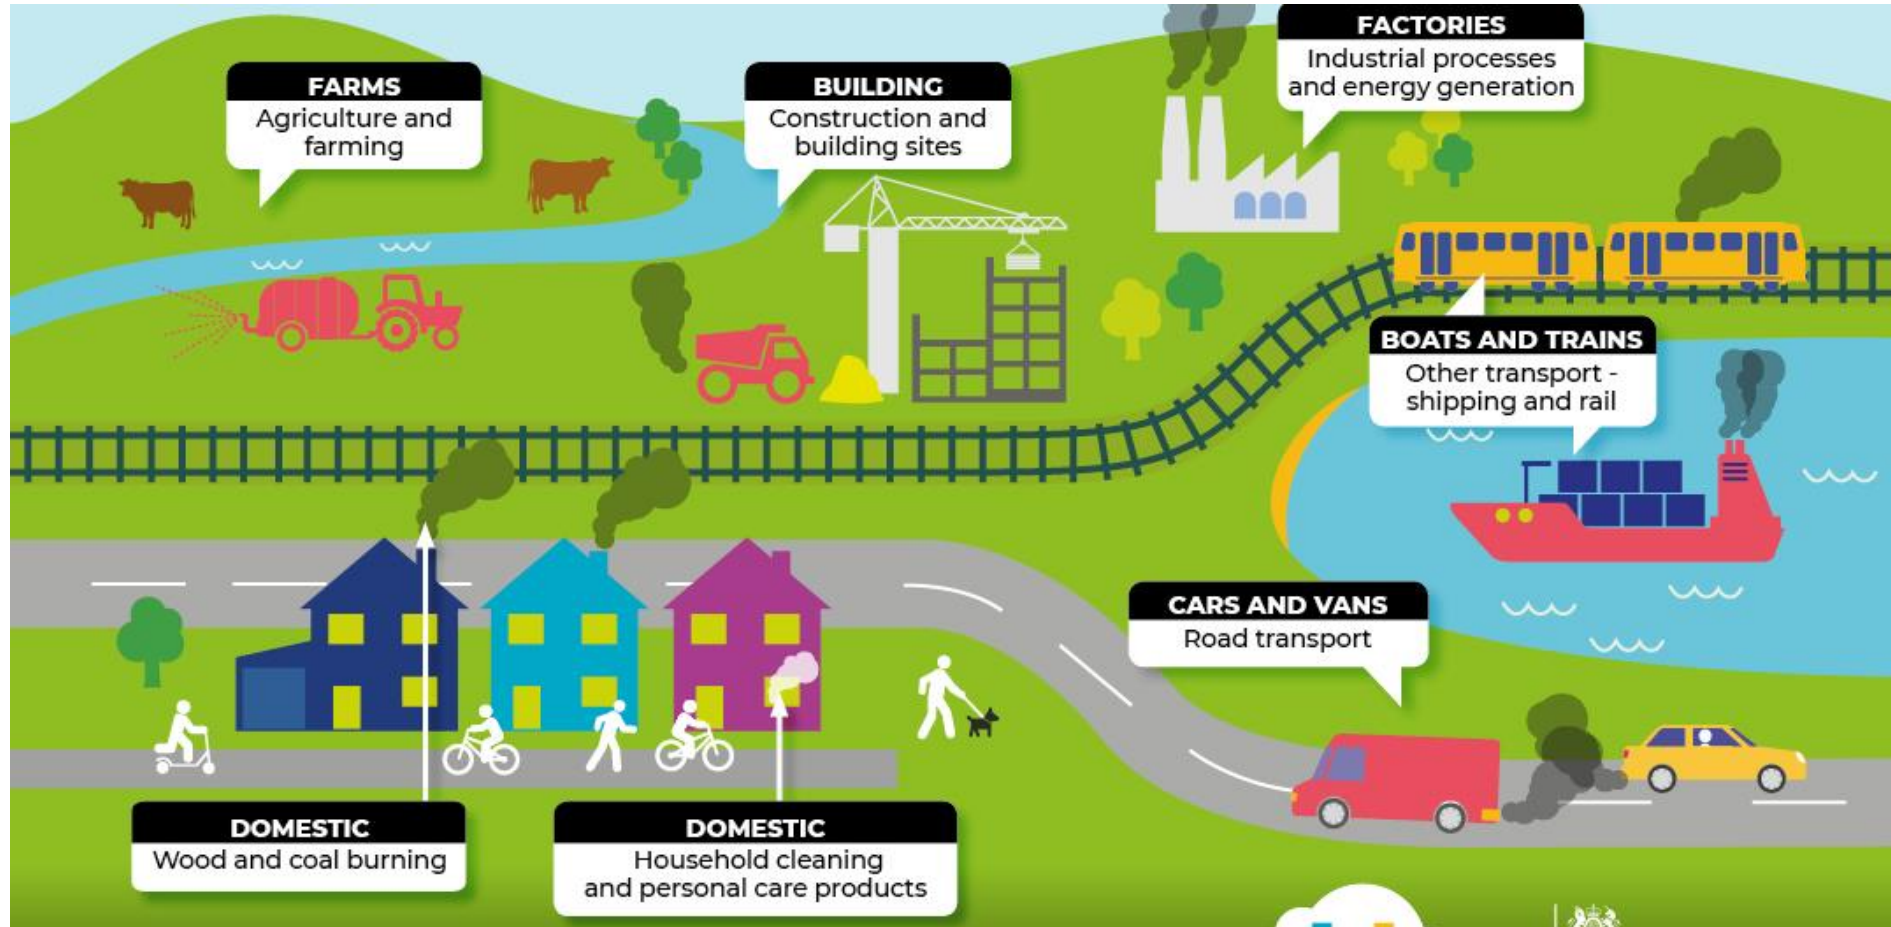 FARMS
Agriculture and
farming
BUILDING
Construction and
building sites
FACTORIES
Industrial processes
and energy generation
BOATS AND TRAINS
Other transport -
shipping and rail
CARS AND VANS
Road transport
DOMESTIC
Wood and coal burning
DOMESTIC
Household cleaning
and personal care products